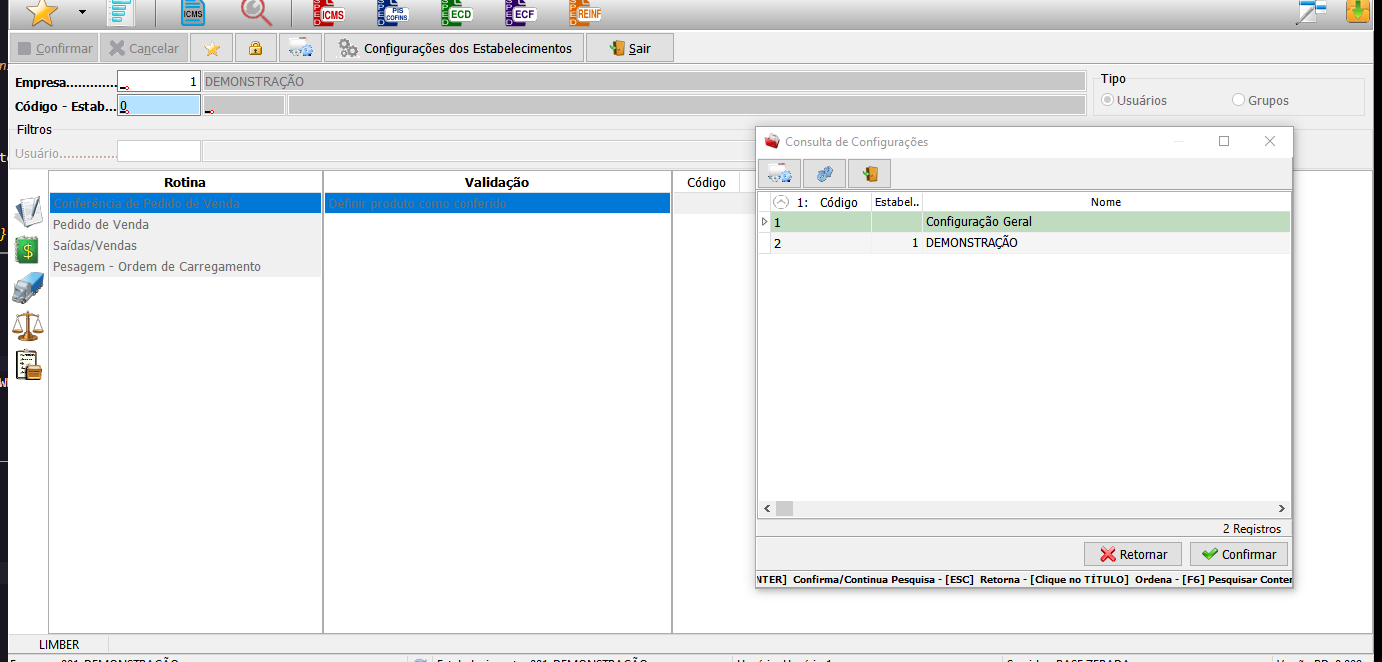 ICMS
ICMS
PIS COFINS
ECD
ECF
REINF
Confirmar Cancelar Configurações dos Estabelecimentos Sair
Empresa............. 1 DEMONSTRAÇÃO
Código - Estab... 0
Tipo
Usuários Grupos
Filtros
Usuário...............
Rotina Validação Código
Conferência de Pedido de Venda Definir produto como conferido
Pedido de Venda
Saídas/Vendas
Pesagem - Ordem de Carregamento
Consulta de Configurações
1: Código Estabel.. Nome
1 Configuração Geral
2 1 DEMONSTRAÇÃO
2 Registros
Retornar Confirmar
NTER] Confirma/Continua Pesquisa - [ESC] Retorna - [Clique no TÍTULO] Ordena - [F6] Pesquisar Conter
LIMBER